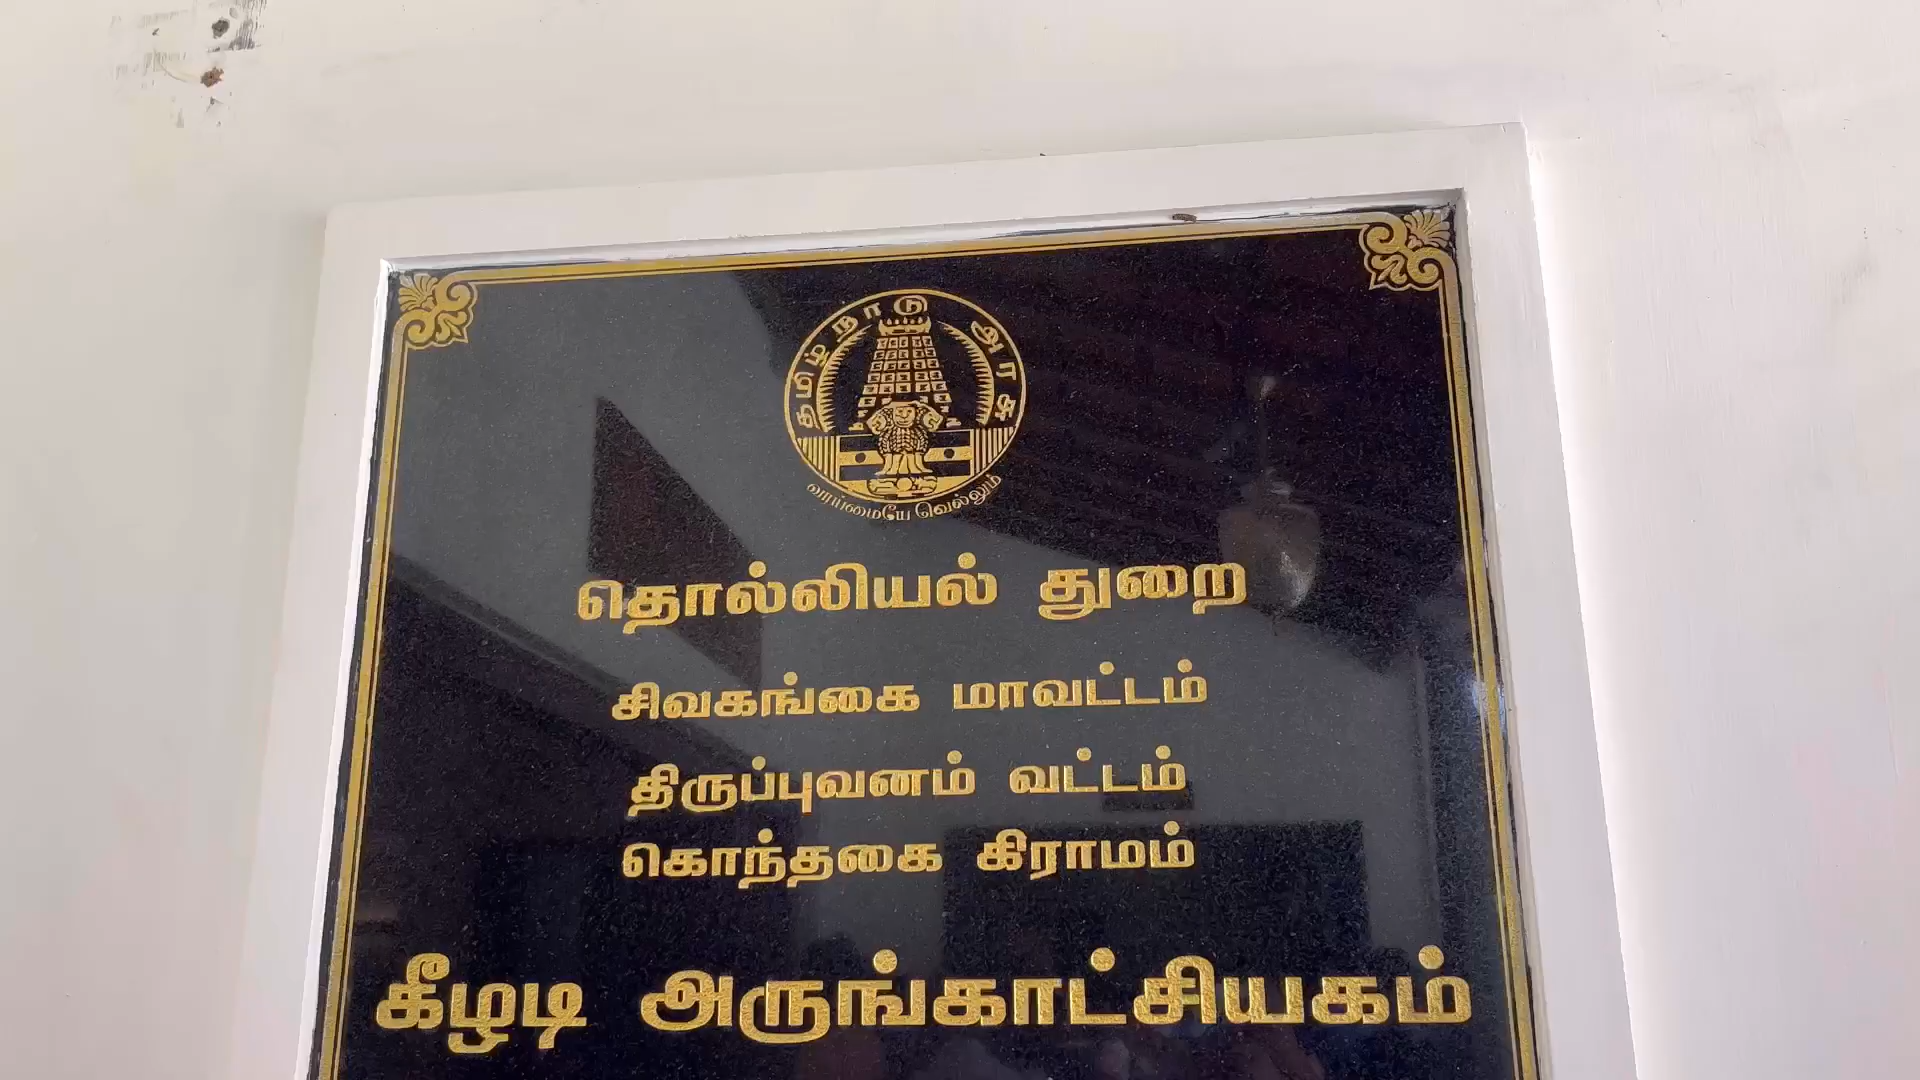 தமிழ்நாடு அரசு
வாய்மையே வெல்லும்
தொல்லியல் துறை
சிவகங்கை மாவட்டம்
திருப்புவனம் வட்டம்
கொந்தகை கிராமம்
கீழடி அருங்காட்சியகம்